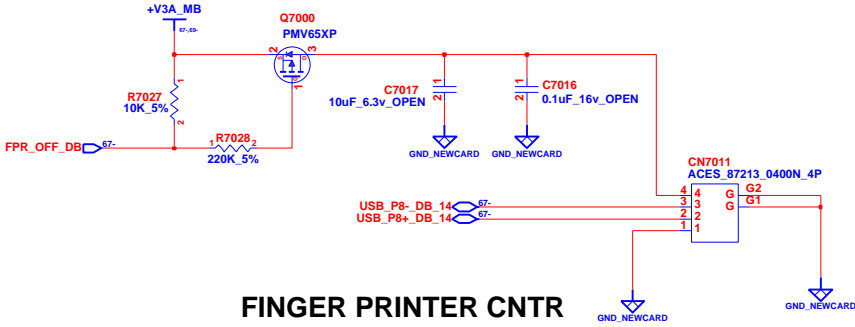 +V3A_MB
67-,69-
Q7000
PMV65XP
2
3
S
D
G
1
R7027
10K_5%
1
2
FPR_OFF_DB
67-
R7028
1
2
220K_5%
C7017
10uF_6.3v_OPEN
1
2
GND_NEWCARD
C7016
0.1uF_16v_OPEN
1
2
GND_NEWCARD
CN7011
ACES_87213_0400N_4P
4 4 G G2
3 3 G G1
2 2
1 1
USB_P8-_DB_14
67-
USB_P8+_DB_14
67-
GND_NEWCARD
GND_NEWCARD
FINGER PRINTER CNTR